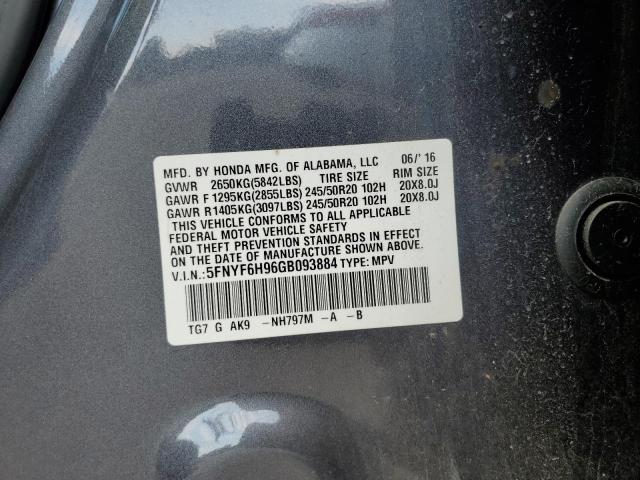 MFD. BY HONDA MFG. OF ALABAMA, LLC 06/'16
GVWR 2650KG(5842LBS) TIRE SIZE RIM SIZE
GAWR F 1295KG(2855LBS) 245/50R20 102H 20X8.0J
GAWR R1405KG(3097LBS) 245/50R20 102H 20X8.0J
THIS VEHICLE CONFORMS TO ALL APPLICABLE
FEDERAL MOTOR VEHICLE SAFETY
AND THEFT PREVENTION STANDARDS IN EFFECT
ON THE DATE OF MANUFACTURE SHOWN ABOVE.
V.I.N.: 5FNYF6H96GB093884 TYPE: MPV
TG7 G AK9 -NH797M -A -B